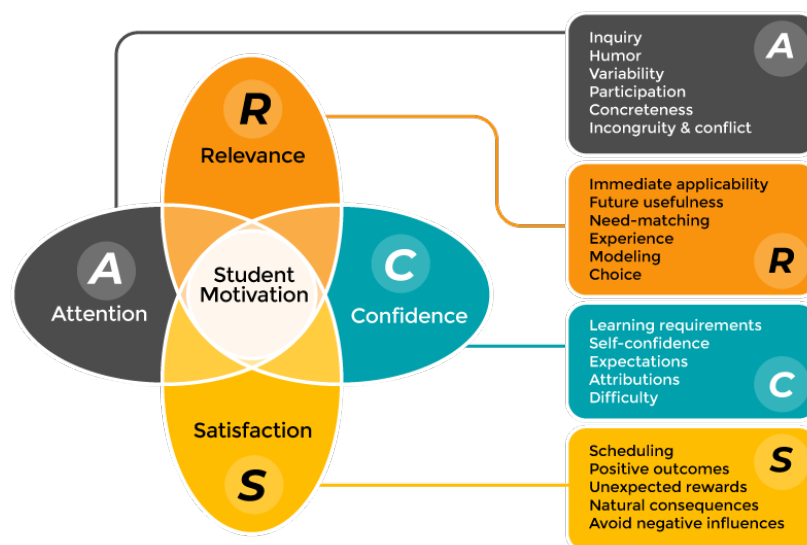 R
Relevance
A
Attention
Student
Motivation
C
Confidence
Satisfaction
S
Inquiry
Humor
Variability
Participation
Concreteness
Incongruity & conflict
A
Immediate applicability
Future usefulness
Need-matching
Experience
Modeling
Choice
R
Learning requirements
Self-confidence
Expectations
Attributions
Difficulty
C
Scheduling
Positive outcomes
Unexpected rewards
Natural consequences
Avoid negative influences
S